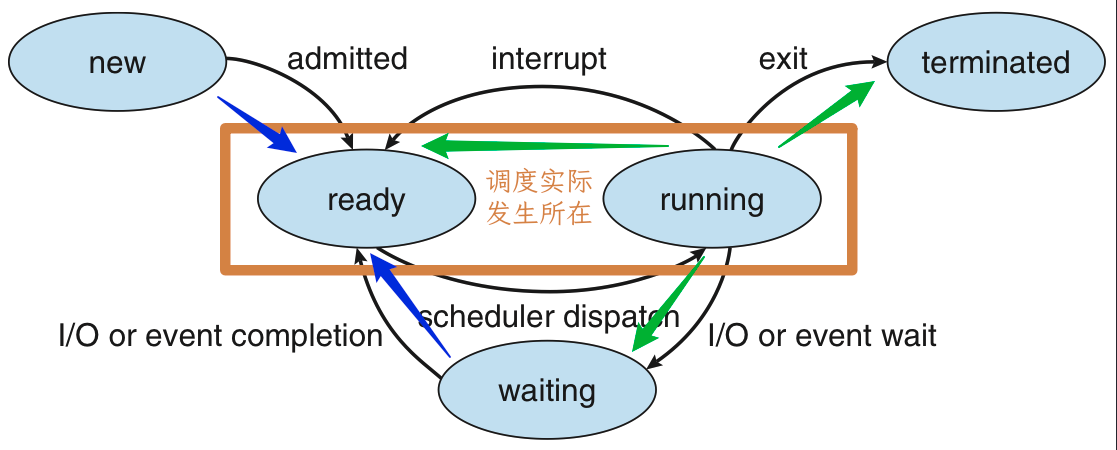 new
admitted
interrupt
exit
terminated
ready
调度实际
发生所在
running
scheduler dispatch
I/O or event completion
I/O or event wait
waiting